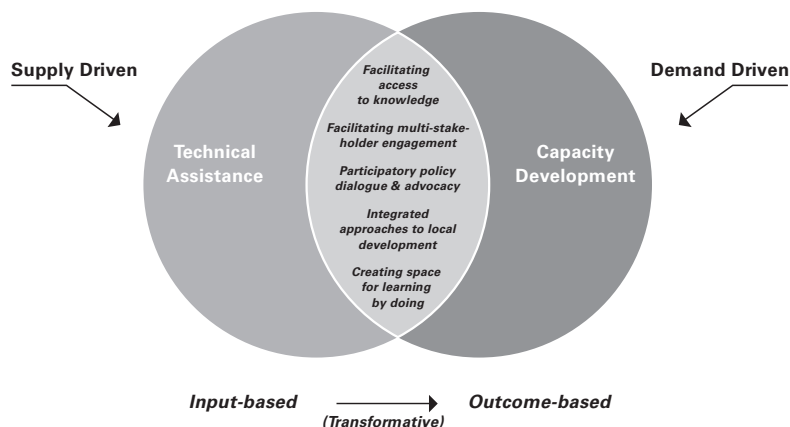 Supply Driven
Demand Driven
Technical
Assistance
Facilitating
access
to knowledge
Facilitating multi-stake-
holder engagement
Participatory policy
dialogue & advocacy
Integrated
approaches to local
development
Creating space
for learning
by doing
Capacity
Development
Input-based
(Transformative)
Outcome-based